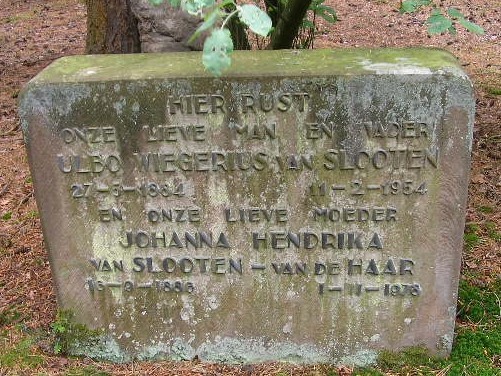 HIER RUST
ONZE LIEVE MAN EN VADER
ULBO WIEGERIUS VAN SLOOTEN
27-3-1884 11-2-1954
EN ONZE LIEVE MOEDER
JOHANNA HENDRIKA
VAN SLOOTEN - VAN DE HAAR
1-11-1978